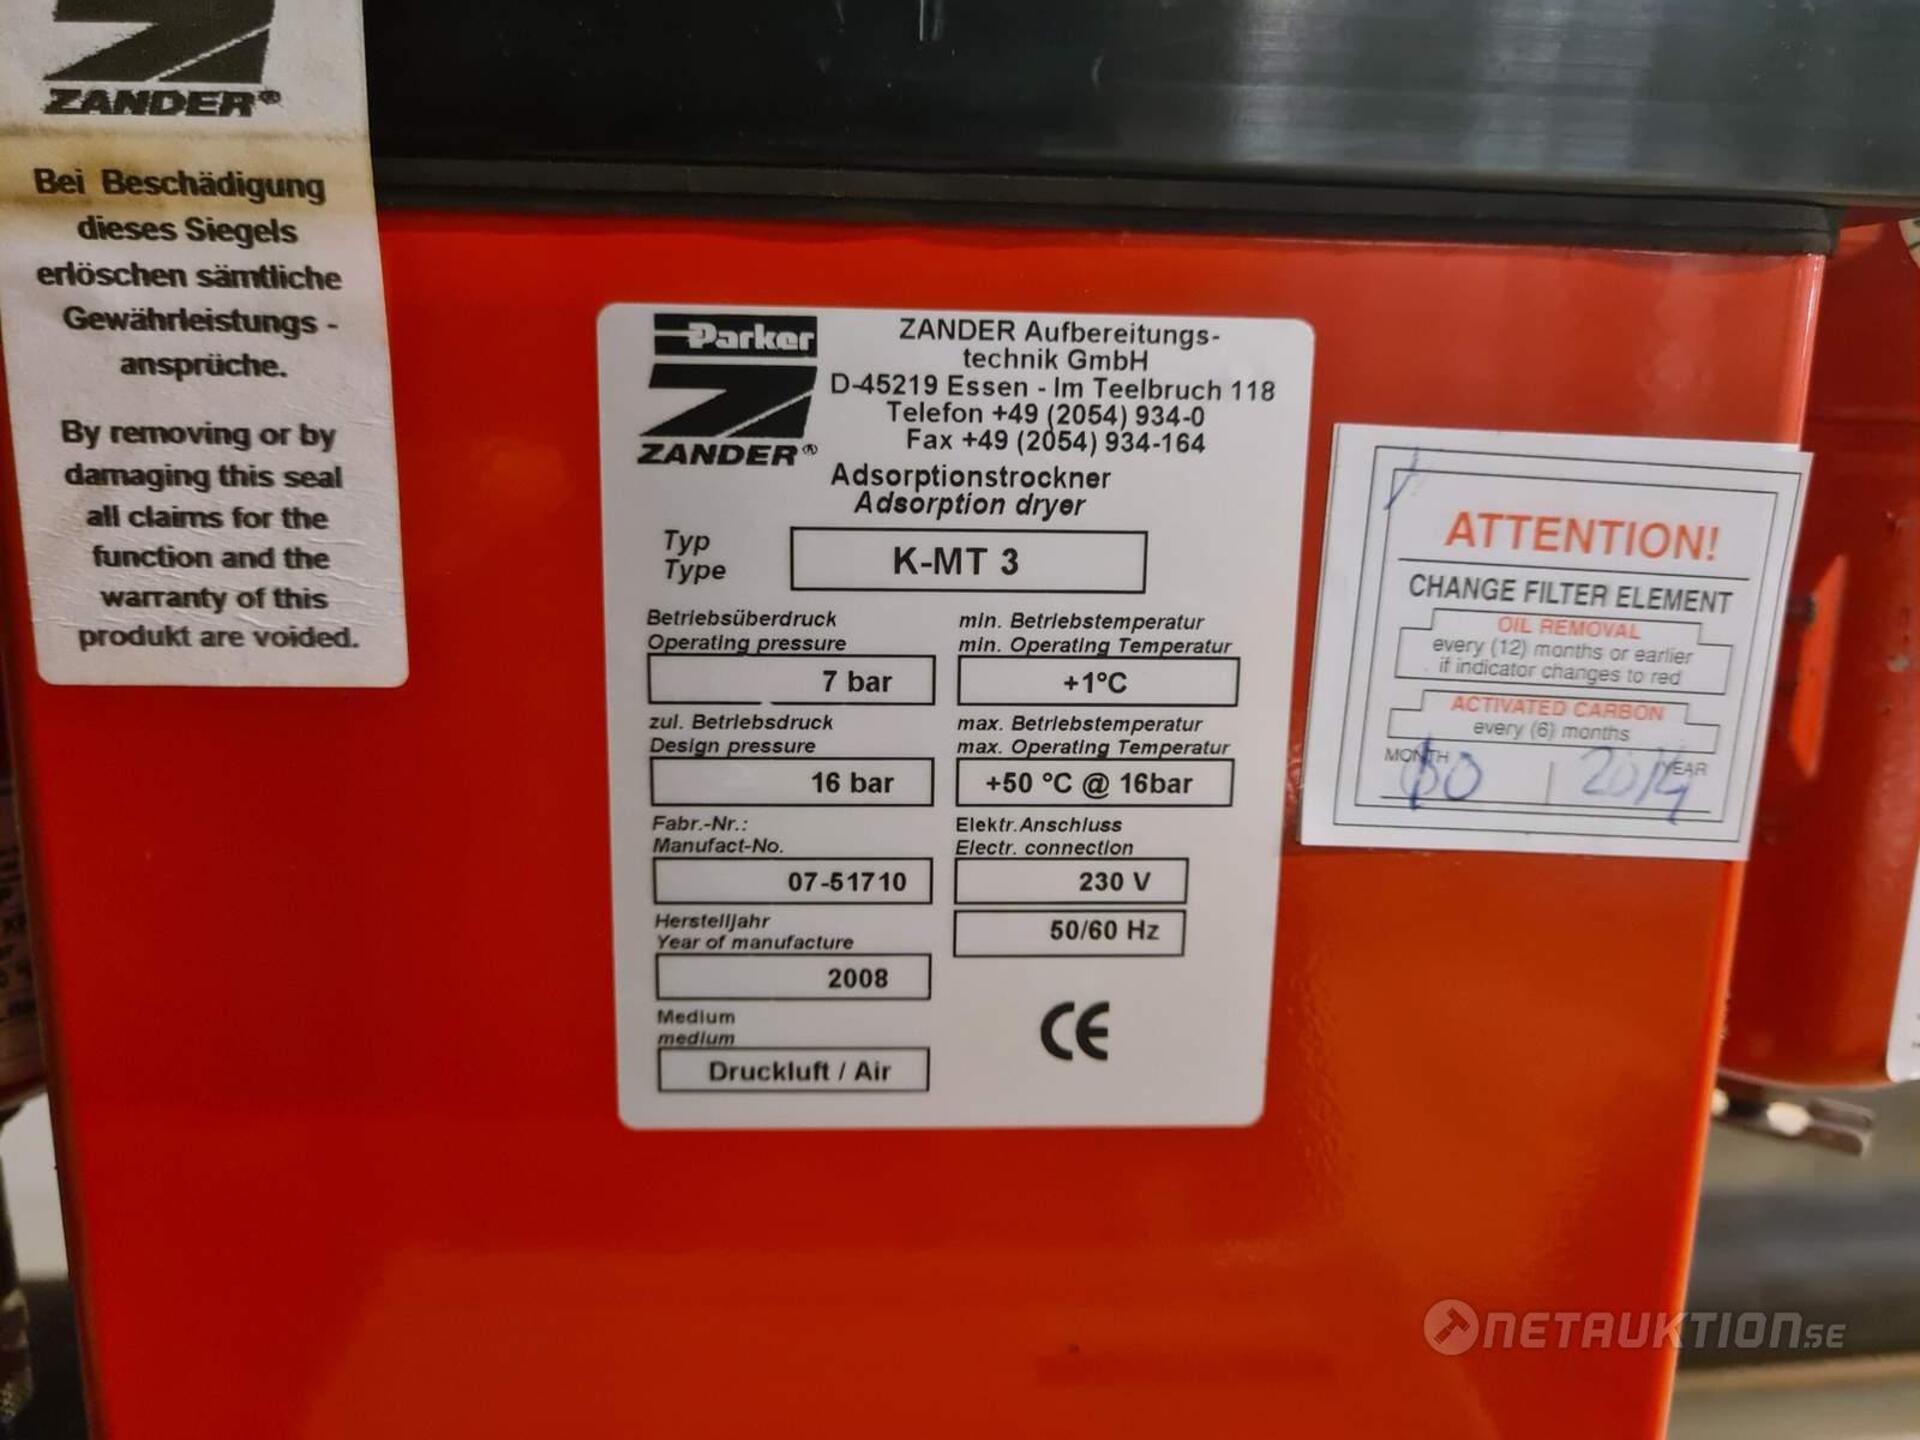 ZANDER®
Bei Beschädigung
dieses Siegels
erlöschen sämtliche
Gewährleistungs -
ansprüche.
By removing or by
damaging this seal
all claims for the
function and the
warranty of this
produkt are voided.
Parker
ZANDER®
ZANDER Aufbereitungs-
technik GmbH
D-45219 Essen - Im Teelbruch 118
Telefon +49 (2054) 934-0
Fax +49 (2054) 934-164
Adsorptionstrockner
Adsorption dryer
Typ
Type
K-MT 3
Betriebsüberdruck
Operating pressure
7 bar
min. Betriebstemperatur
min. Operating Temperatur
+1°C
zul. Betriebsdruck
Design pressure
16 bar
max. Betriebstemperatur
max. Operating Temperatur
+50 °C @ 16bar
Fabr.-Nr.:
Manufact-No.
07-51710
Elektr. Anschluss
Electr. connection
230 V
50/60 Hz
Herstelljahr
Year of manufacture
2008
Medium
medium
Druckluft / Air
CE
ATTENTION!
CHANGE FILTER ELEMENT
OIL REMOVAL
every (12) months or earlier
if indicator changes to red
ACTIVATED CARBON
every (6) months
MONTH YEAR
2014
NETAUKTION.SE